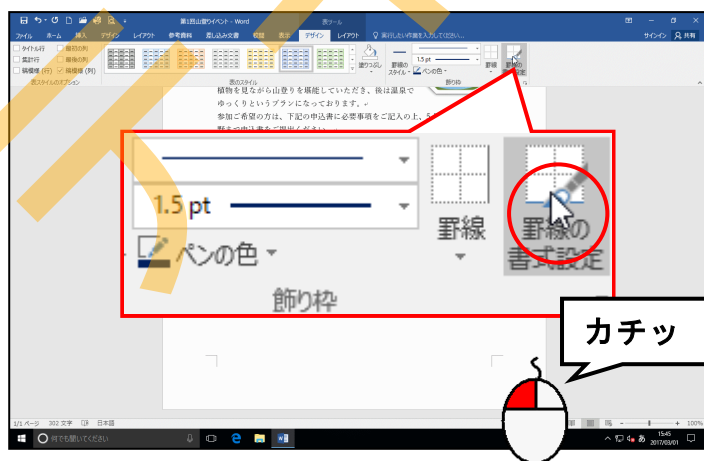 第1回山登りイベント - Word
表ツール
ファイル ホーム 挿入 デザイン レイアウト 参考資料 差し込み文書 校閲 表示 デザイン レイアウト 実行したい作業を入力してください... サインイン 共有
タイトル行 最初の列
集計行 最後の列
縞模様 (行) 縞模様 (列)
塗りつぶし
罫線の
スタイル
1.5 pt
ペンの色
罫線
表スタイルのオプション 表のスタイル 飾り枠
植物を見ながら山登りを堪能していただき、後は温泉で
ゆっくりというプランになっております。
参加ご希望の方は、下記の申込書に必要事項をご記入の上、5
1.5 pt
ペンの色
罫線
罫線の
書式設定
飾り枠
カチッ
1/1 ページ 302 文字 日本語 100%
何でも聞いてください
あ 15:45
2017/03/01